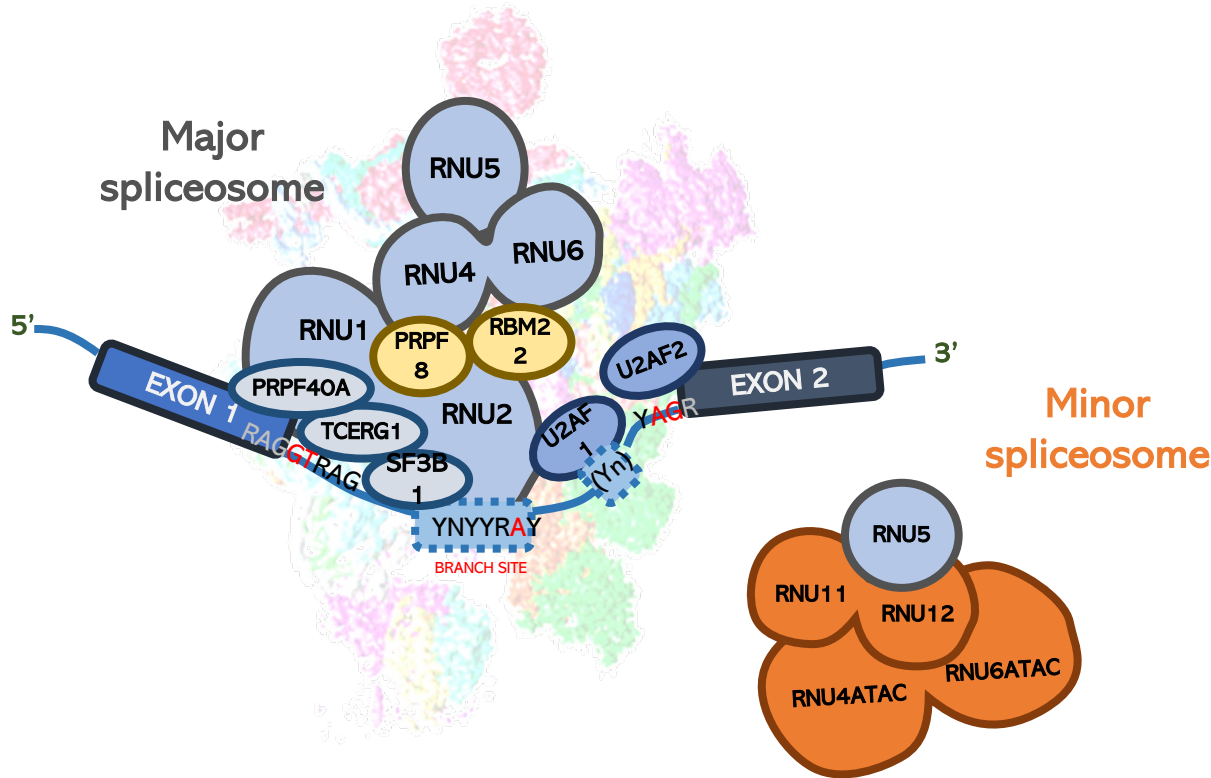 Major
spliceosome
RNU5
RNU4
RNU6
RNU1
PRPF
8
RBM2
2
5’
EXON 1
PRPF40A
RNU2
TCERG1
SF3B
1
RAGGTRAG
YNYYRAY
BRANCH SITE
U2AF
1
(Yn)
U2AF2
YAGR
EXON 2
3’
Minor
spliceosome
RNU5
RNU11
RNU12
RNU4ATAC
RNU6ATAC